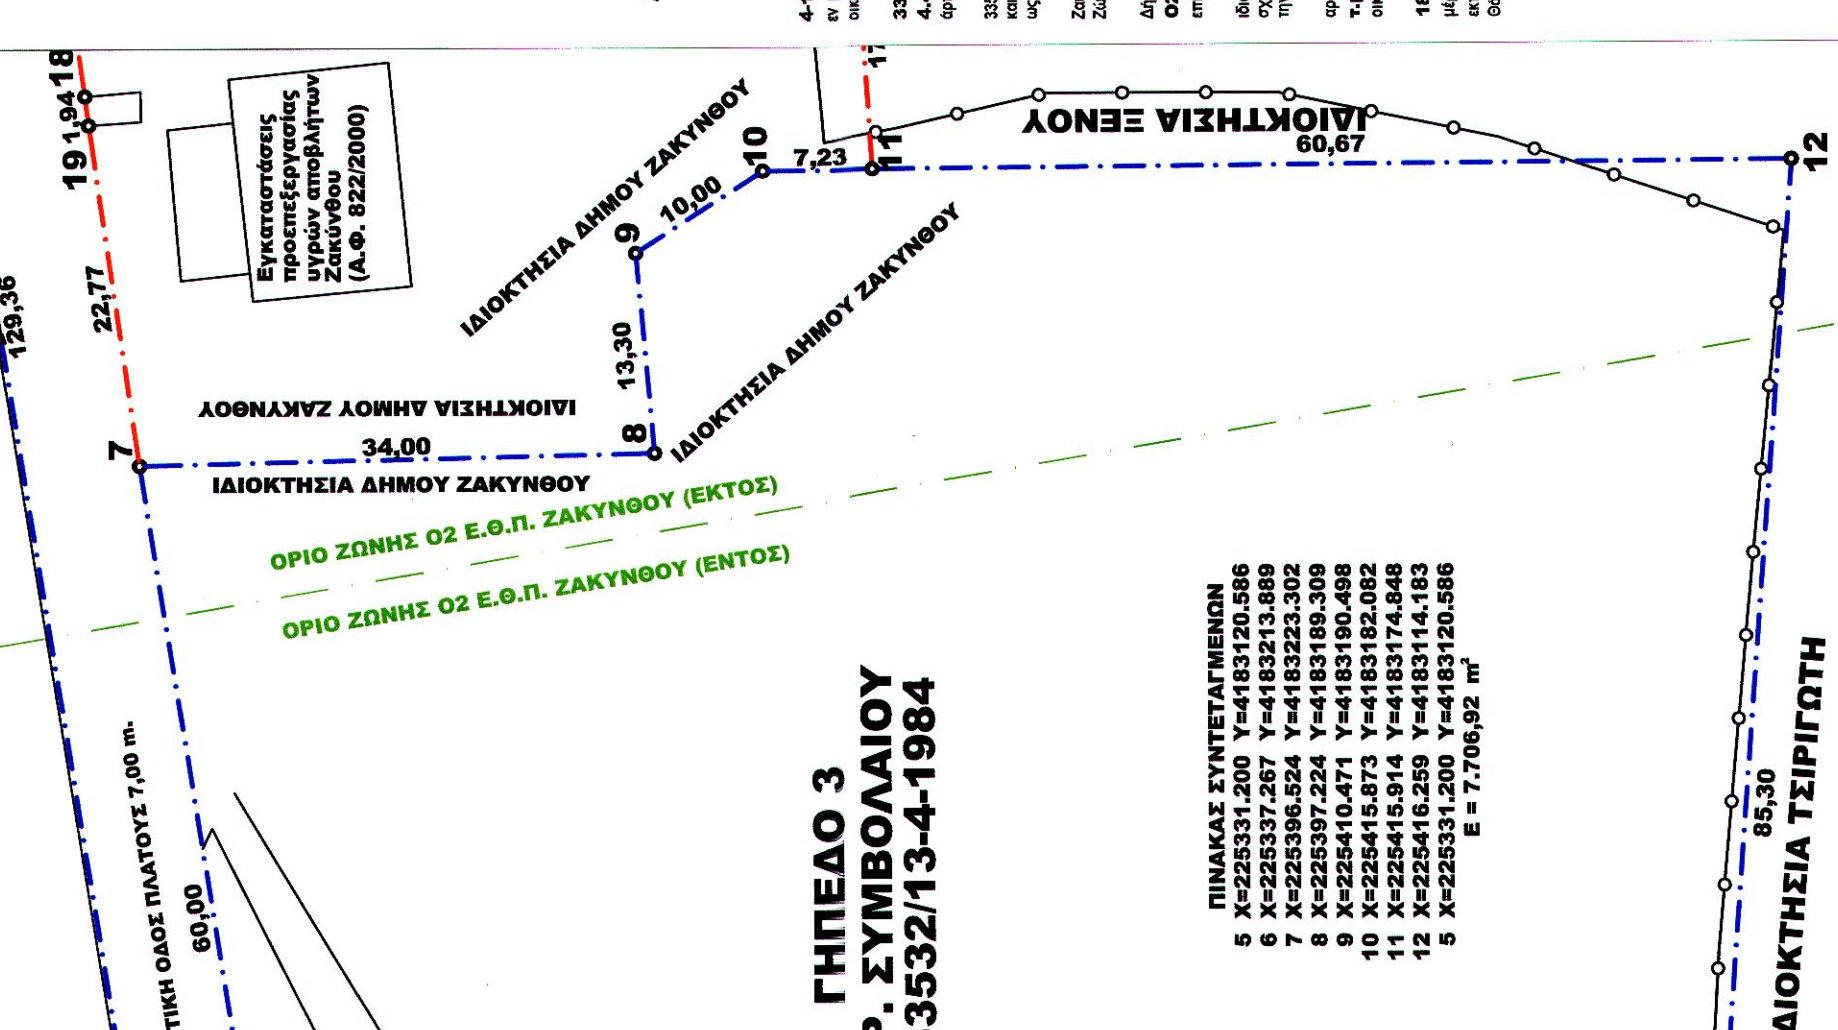 18
1,94
19
Εγκαταστάσεις
προεπεξεργασίας
υγρών αποβλήτων
Ζακύνθου
(Α.Φ. 822/2000)
22,77
129,36
ΙΔΙΟΚΤΗΣΙΑ ΔΗΜΟΥ ΖΑΚΥΝΘΟΥ
10
7,23
17
11
ΙΔΙΟΚΤΗΣΙΑ ΞΕΝΟΥ
60,67
12
10,00
9
13,30
ΙΔΙΟΚΤΗΣΙΑ ΔΗΜΟΥ ΖΑΚΥΝΘΟΥ
ΙΔΙΟΚΤΗΣΙΑ ΔΗΜΟΥ ΖΑΚΥΝΘΟΥ
7
34,00
8
ΙΔΙΟΚΤΗΣΙΑ ΔΗΜΟΥ ΖΑΚΥΝΘΟΥ
ΟΡΙΟ ΖΩΝΗΣ Ο2 Ε.Θ.Π. ΖΑΚΥΝΘΟΥ (ΕΚΤΟΣ)
ΟΡΙΟ ΖΩΝΗΣ Ο2 Ε.Θ.Π. ΖΑΚΥΝΘΟΥ (ΕΝΤΟΣ)
ΤΙΚΗ ΟΔΟΣ ΠΛΑΤΟΥΣ 7,00 m.
60,00
ΓΗΠΕΔΟ 3
Ρ. ΣΥΜΒΟΛΑΙΟΥ
3532/13-4-1984
ΠΙΝΑΚΑΣ ΣΥΝΤΕΤΑΓΜΕΝΩΝ
5 X=225331.200 Y=4183120.586
6 X=225337.267 Y=4183213.889
7 X=225396.524 Y=4183223.302
8 X=225397.224 Y=4183189.309
9 X=225410.471 Y=4183190.498
10 X=225415.873 Y=4183182.082
11 X=225415.914 Y=4183174.848
12 X=225416.259 Y=4183114.183
5 X=225331.200 Y=4183120.586
E = 7.706,92 m²
85,30
ΔΙΟΚΤΗΣΙΑ ΤΣΙΡΙΓΩΤΗ